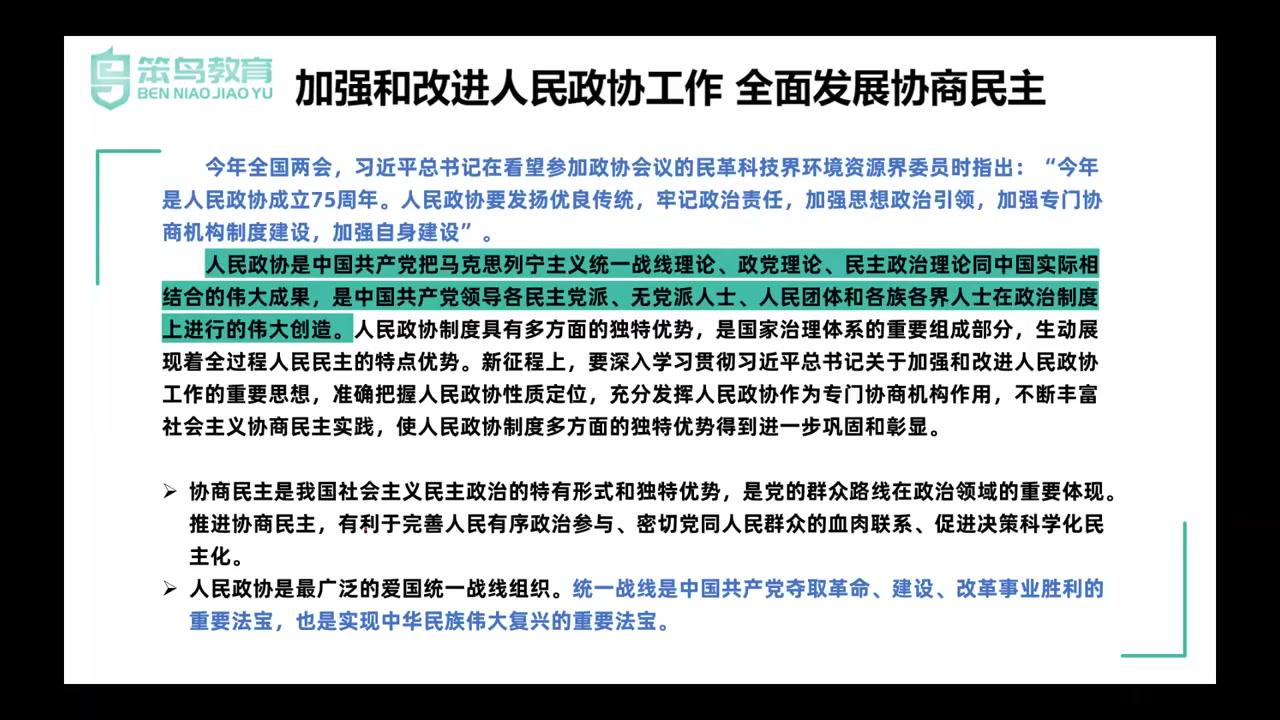 笨鸟教育
BEN NIAO JIAO YU
加强和改进人民政协工作 全面发展协商民主
今年全国两会，习近平总书记在看望参加政协会议的民革科技界环境资源界委员时指出：“今年
是人民政协成立75周年。人民政协要发扬优良传统，牢记政治责任，加强思想政治引领，加强专门协
商机构制度建设，加强自身建设”。
人民政协是中国共产党把马克思列宁主义统一战线理论、政党理论、民主政治理论同中国实际相
结合的伟大成果，是中国共产党领导各民主党派、无党派人士、人民团体和各族各界人士在政治制度
上进行的伟大创造。人民政协制度具有多方面的独特优势，是国家治理体系的重要组成部分，生动展
现着全过程人民民主的特点优势。新征程上，要深入学习贯彻习近平总书记关于加强和改进人民政协
工作的重要思想，准确把握人民政协性质定位，充分发挥人民政协作为专门协商机构作用，不断丰富
社会主义协商民主实践，使人民政协制度多方面的独特优势得到进一步巩固和彰显。
➢ 协商民主是我国社会主义民主政治的特有形式和独特优势，是党的群众路线在政治领域的重要体现。
推进协商民主，有利于完善人民有序政治参与、密切党同人民群众的血肉联系、促进决策科学化民
主化。
➢ 人民政协是最广泛的爱国统一战线组织。统一战线是中国共产党夺取革命、建设、改革事业胜利的
重要法宝，也是实现中华民族伟大复兴的重要法宝。